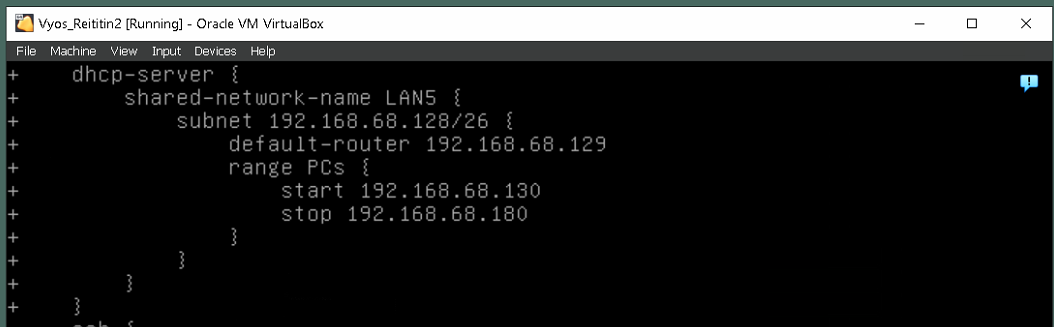 Vyos_Reititin2 [Running] - Oracle VM VirtualBox
File Machine View Input Devices Help
+ dhcp-server {
+ shared-network-name LAN5 {
+ subnet 192.168.68.128/26 {
+ default-router 192.168.68.129
+ range PCs {
+ start 192.168.68.130
+ stop 192.168.68.180
+ }
+ }
+ }
+ }